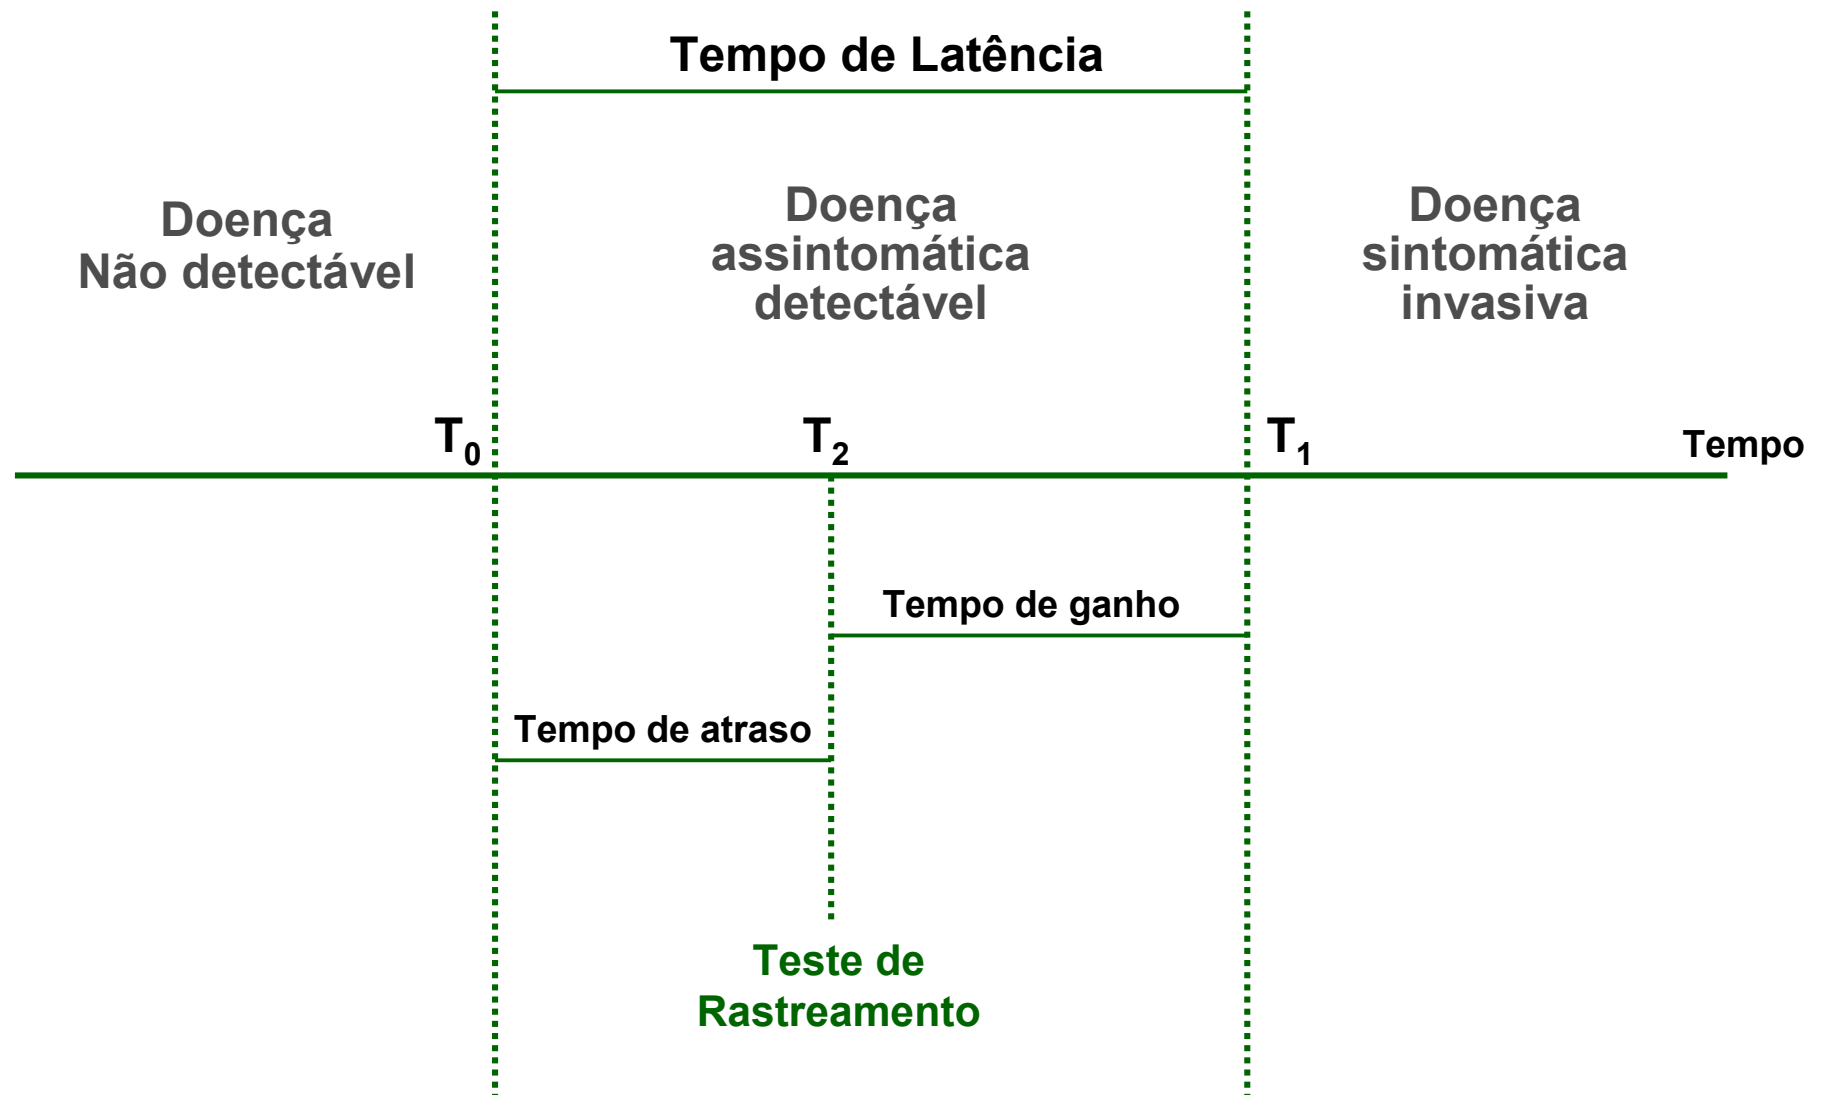 Tempo de Latência
Doença
Não detectável
Doença
assintomática
detectável
Doença
sintomática
invasiva
T₀
T₂
T₁
Tempo
Tempo de ganho
Tempo de atraso
Teste de
Rastreamento